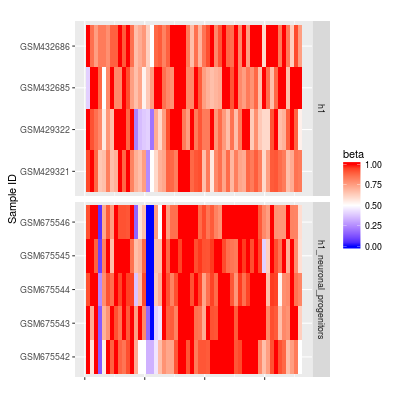 Sample ID
GSM432686
GSM432685
GSM429322
GSM429321
h1
GSM675546
GSM675545
GSM675544
GSM675543
GSM675542
h1_neuronal_progenitors
beta
1.00
0.75
0.50
0.25
0.00